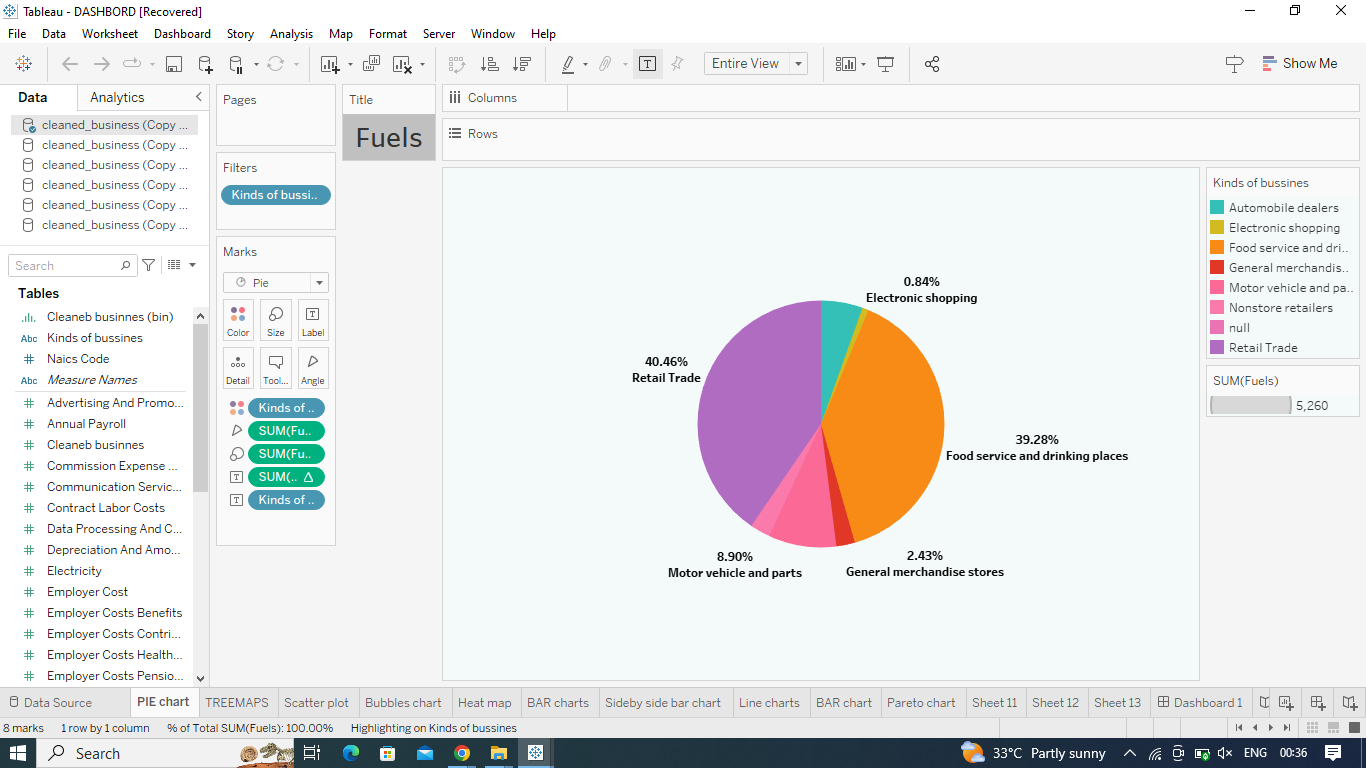 Tableau - DASHBORD [Recovered]
File Data Worksheet Dashboard Story Analysis Map Format Server Window Help
Entire View
Show Me
Data Analytics
cleaned_business (Copy ...
cleaned_business (Copy ...
cleaned_business (Copy ...
cleaned_business (Copy ...
cleaned_business (Copy ...
cleaned_business (Copy ...
Search
Tables
Cleaneb businnes (bin)
Abc Kinds of bussines
Naics Code
Abc Measure Names
Advertising And Promo...
Annual Payroll
Cleaneb businnes
Commission Expense ...
Communication Servic...
Contract Labor Costs
Data Processing And C...
Depreciation And Amo...
Electricity
Employer Cost
Employer Costs Benefits
Employer Costs Contri...
Employer Costs Health...
Employer Costs Pensio...
Pages
Filters
Kinds of bussi..
Marks
Pie
Color Size Label
Detail Tool... Angle
Kinds of ..
SUM(Fu..
SUM(Fu..
SUM(..
Kinds of ..
Title
Fuels
Columns
Rows
0.84%
Electronic shopping
40.46%
Retail Trade
39.28%
Food service and drinking places
8.90%
Motor vehicle and parts
2.43%
General merchandise stores
Kinds of bussines
Automobile dealers
Electronic shopping
Food service and dri..
General merchandis..
Motor vehicle and pa..
Nonstore retailers
null
Retail Trade
SUM(Fuels)
5,260
Data Source PIE chart TREEMAPS Scatter plot Bubbles chart Heat map BAR charts Sideby side bar chart Line charts BAR chart Pareto chart Sheet 11 Sheet 12 Sheet 13 Dashboard 1
8 marks 1 row by 1 column % of Total SUM(Fuels): 100.00% Highlighting on Kinds of bussines
Search 33°C Partly sunny ENG 00:36